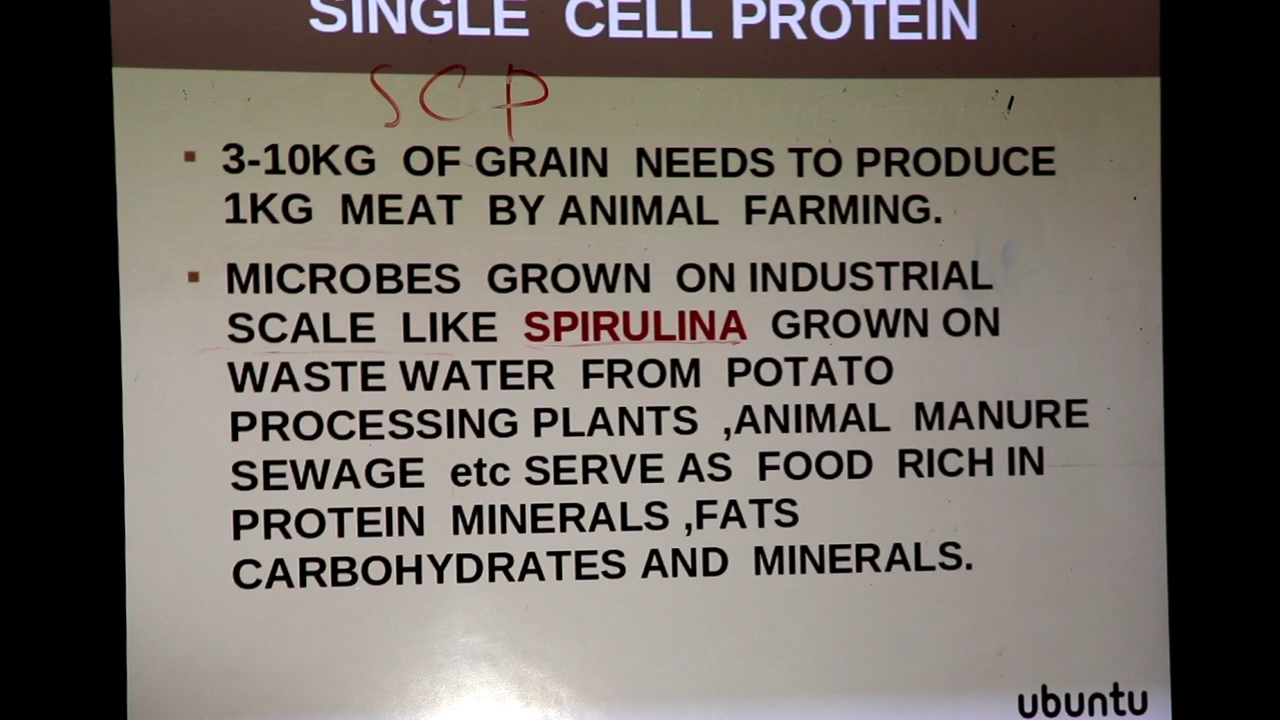 SINGLE CELL PROTEIN
SCP
3-10KG OF GRAIN NEEDS TO PRODUCE
1KG MEAT BY ANIMAL FARMING.
MICROBES GROWN ON INDUSTRIAL
SCALE LIKE SPIRULINA GROWN ON
WASTE WATER FROM POTATO
PROCESSING PLANTS ,ANIMAL MANURE
SEWAGE etc SERVE AS FOOD RICH IN
PROTEIN MINERALS ,FATS
CARBOHYDRATES AND MINERALS.
ubuntu